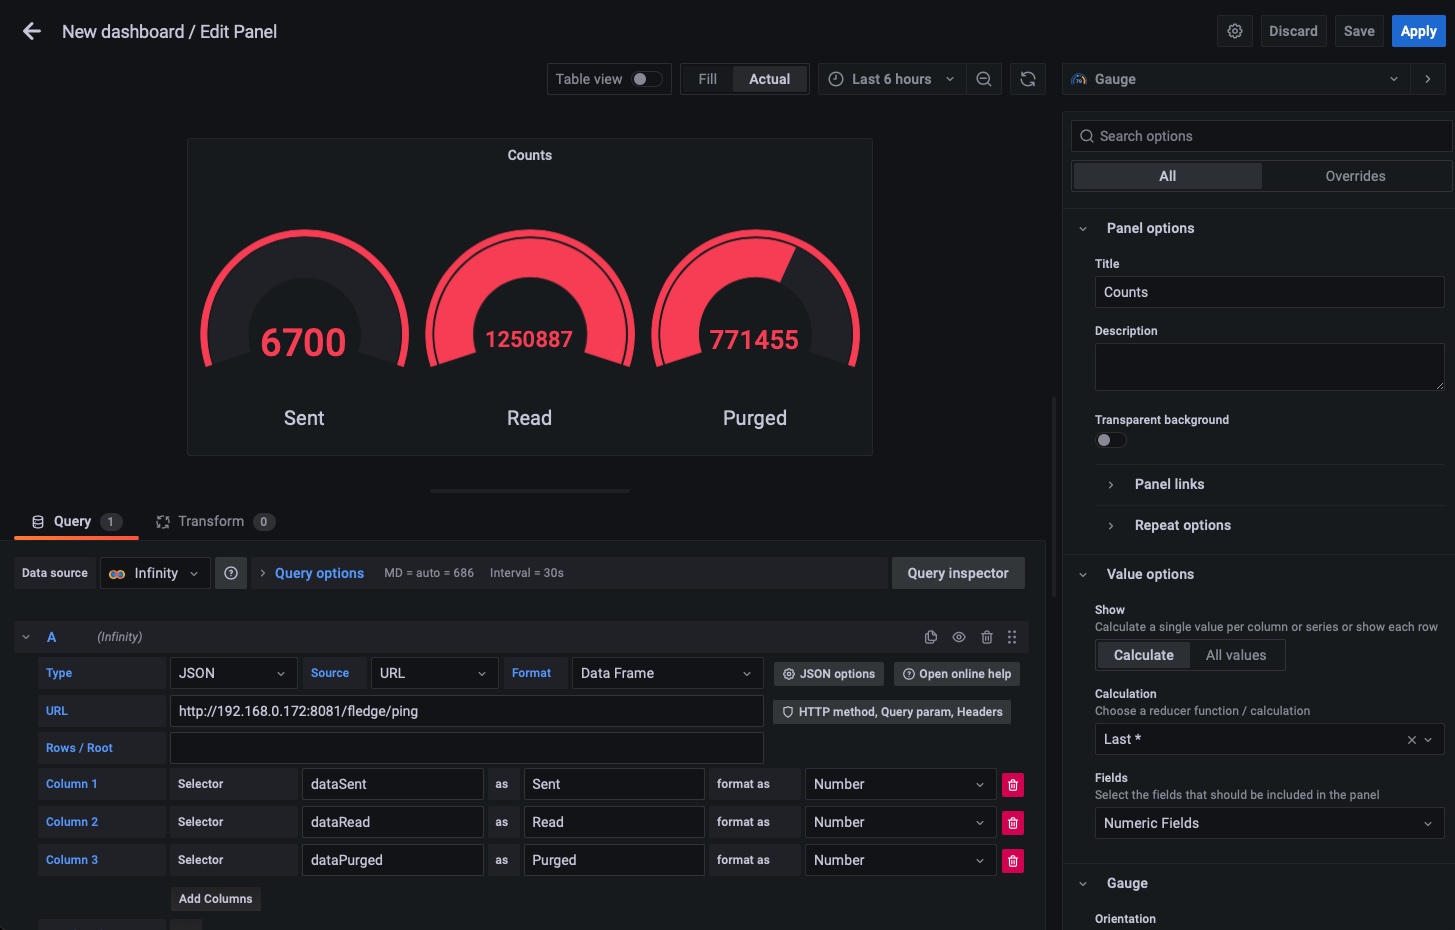 New dashboard / Edit Panel
Discard
Save
Apply
Table view
Fill
Actual
Last 6 hours
Gauge
Search options
All
Overrides
Counts
6700
1250887
771455
Sent
Read
Purged
Panel options
Title
Counts
Description
Transparent background
Panel links
Repeat options
Query 1
Transform 0
Data source
Infinity
Query options
MD = auto = 686
Interval = 30s
Query inspector
A
(Infinity)
Type
JSON
Source
URL
Format
Data Frame
JSON options
Open online help
URL
http://192.168.0.172:8081/fledge/ping
HTTP method, Query param, Headers
Rows / Root
Column 1
Selector
dataSent
as
Sent
format as
Number
Column 2
Selector
dataRead
as
Read
format as
Number
Column 3
Selector
dataPurged
as
Purged
format as
Number
Add Columns
Value options
Show
Calculate a single value per column or series or show each row
Calculate
All values
Calculation
Choose a reducer function / calculation
Last *
Fields
Select the fields that should be included in the panel
Numeric Fields
Gauge
Orientation